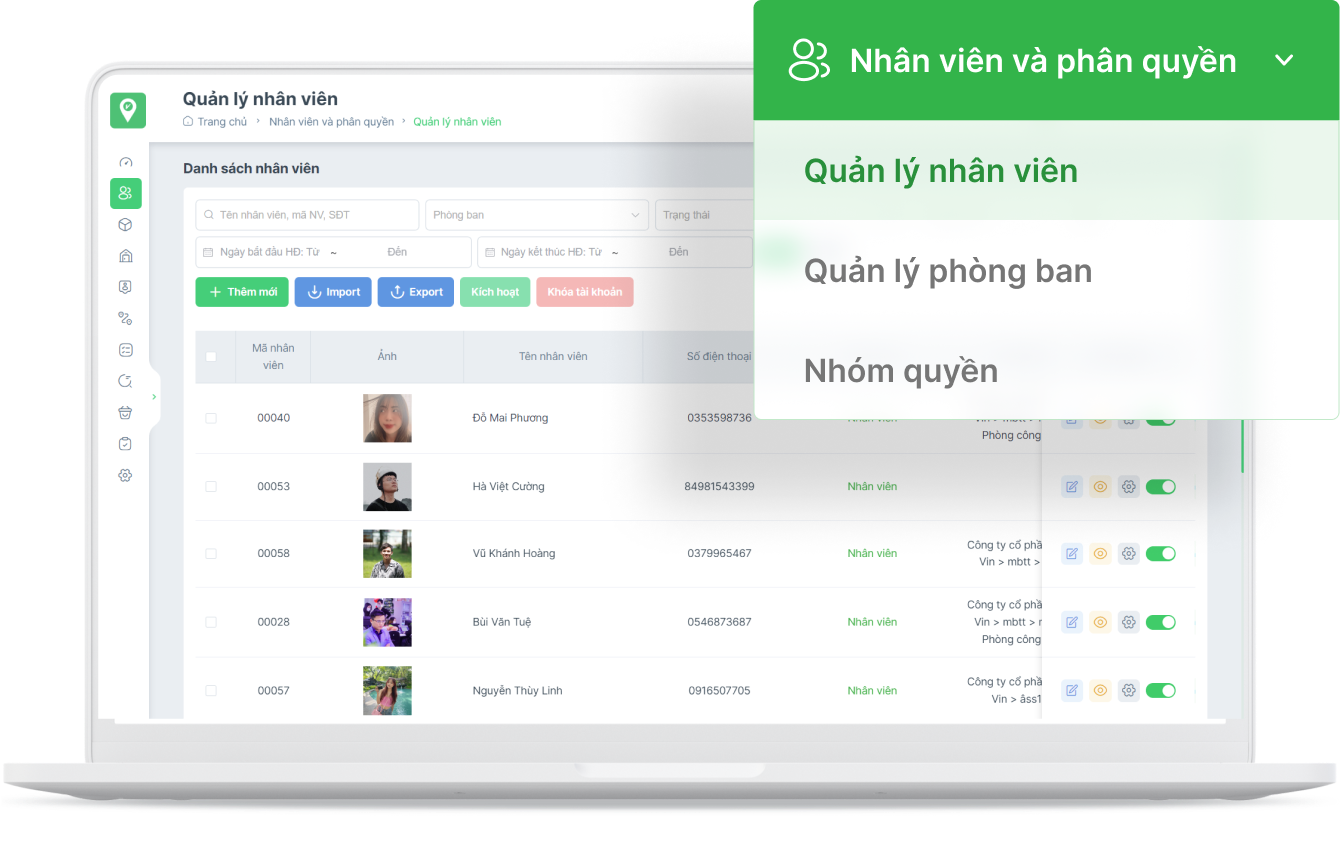 Nhân viên và phân quyền
Quản lý nhân viên
Quản lý phòng ban
Nhóm quyền
Quản lý nhân viên
Trang chủ > Nhân viên và phân quyền > Quản lý nhân viên
Danh sách nhân viên
Tên nhân viên, mã NV, SĐT
Phòng ban
Trạng thái
Ngày bắt đầu HĐ: Từ ~ Đến
Ngày kết thúc HĐ: Từ ~ Đến
Thêm mới
Import
Export
Kích hoạt
Khóa tài khoản
Mã nhân
viên
Ảnh
Tên nhân viên
Số điện thoại
00040
Đỗ Mai Phương
0353598736
Phòng công
00053
Hà Việt Cường
84981543399
Nhân viên
00058
Vũ Khánh Hoàng
0379965467
Nhân viên
Công ty cổ phầ
Vin > mbtt >
00028
Bùi Văn Tuệ
0546873687
Nhân viên
Công ty cổ phầ
Vin > mbtt > r
Phòng công
00057
Nguyễn Thùy Linh
0916507705
Nhân viên
Công ty cổ phầ
Vin > âss1